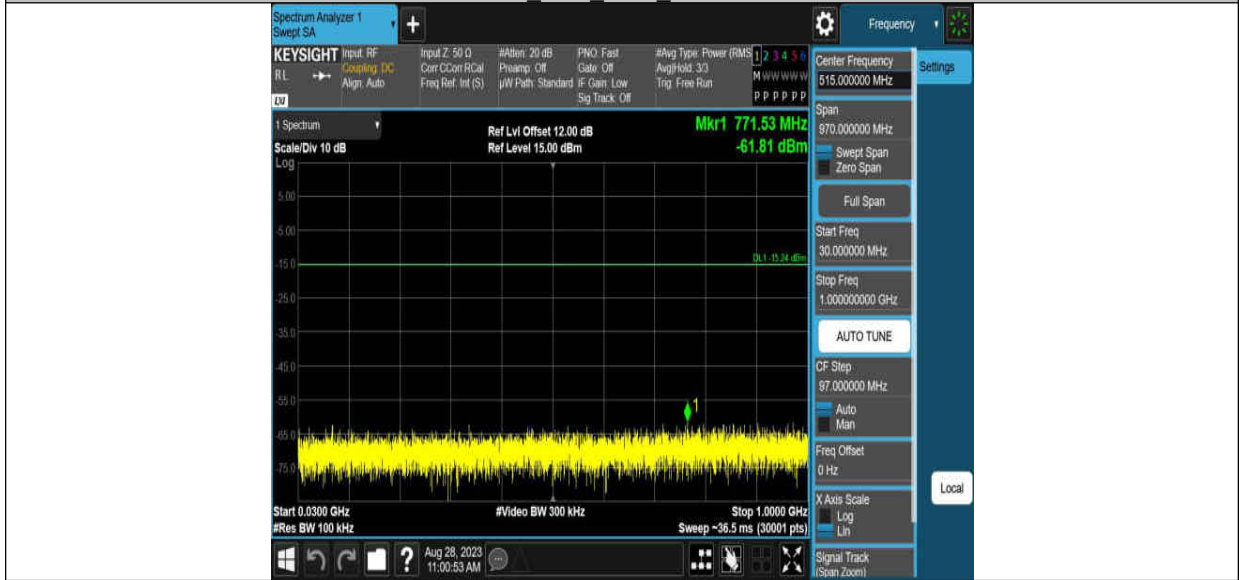 Spectrum Analyzer 1
Swept SA
+
Frequency
KEYSIGHT
RL
LXI
Input: RF
Coupling: DC
Align: Auto
Input Z: 50 Ω
Corr CCorr RCal
Freq Ref: Int (S)
#Atten: 20 dB
Preamp: Off
µW Path: Standard
PNO: Fast
Gate: Off
IF Gain: Low
Sig Track: Off
#Avg Type: Power (RMS
Avg|Hold: 3/3
Trig: Free Run
1 2 3 4 5 6
M W W W W W
P P P P P P
Center Frequency
515.000000 MHz
Settings
Span
970.000000 MHz
Swept Span
Zero Span
Full Span
Start Freq
30.000000 MHz
Stop Freq
1.000000000 GHz
AUTO TUNE
CF Step
97.000000 MHz
Auto
Man
Freq Offset
0 Hz
X Axis Scale
Log
Lin
Signal Track
(Span Zoom)
Local
1 Spectrum
Scale/Div 10 dB
Ref Lvl Offset 12.00 dB
Ref Level 15.00 dBm
Mkr1 771.53 MHz
-61.81 dBm
Log
5.00
-5.00
-15.0
DL1 -15.24 dBm
-25.0
-35.0
-45.0
-55.0
1
-65.0
-75.0
Start 0.0300 GHz
#Res BW 100 kHz
#Video BW 300 kHz
Stop 1.0000 GHz
Sweep ~36.5 ms (30001 pts)
?
Aug 28, 2023
11:00:53 AM